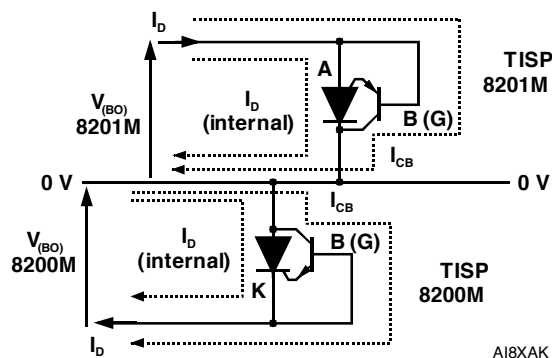 I_D
TISP
8201M
A
V_(BO)
8201M
I_D
(internal)
B (G)
I_CB
0 V
0 V
I_CB
V_(BO)
8200M
I_D
(internal)
B (G)
K
TISP
8200M
I_D
AI8XAK